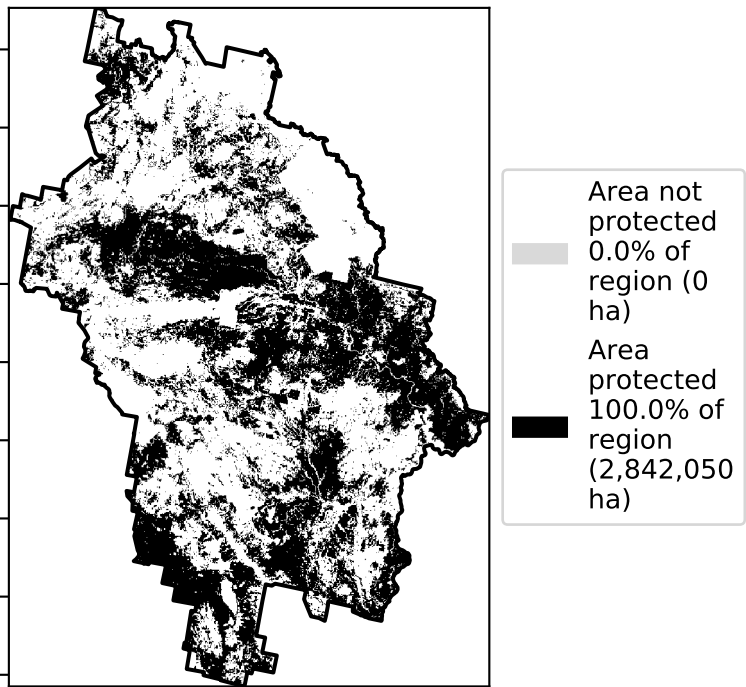 Area not
protected
0.0% of
region (0
ha)
Area
protected
100.0% of
region
(2,842,050
ha)